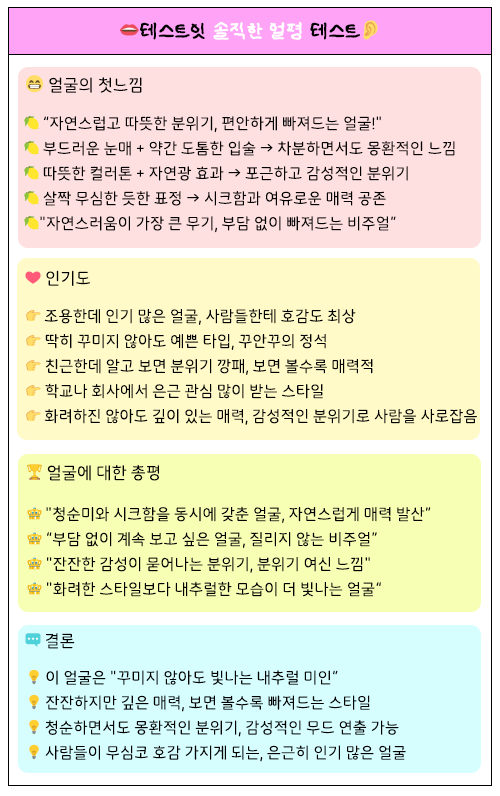 테스트잇 솔직한 얼평 테스트
얼굴의 첫느낌
“자연스럽고 따뜻한 분위기, 편안하게 빠져드는 얼굴!"
부드러운 눈매 + 약간 도톰한 입술 → 차분하면서도 몽환적인 느낌
따뜻한 컬러톤 + 자연광 효과 → 포근하고 감성적인 분위기
살짝 무심한 듯한 표정 → 시크함과 여유로운 매력 공존
"자연스러움이 가장 큰 무기, 부담 없이 빠져드는 비주얼“
인기도
조용한데 인기 많은 얼굴, 사람들한테 호감도 최상
딱히 꾸미지 않아도 예쁜 타입, 꾸안꾸의 정석
친근한데 알고 보면 분위기 깡패, 보면 볼수록 매력적
학교나 회사에서 은근 관심 많이 받는 스타일
화려하진 않아도 깊이 있는 매력, 감성적인 분위기로 사람을 사로잡음
얼굴에 대한 총평
"청순미와 시크함을 동시에 갖춘 얼굴, 자연스럽게 매력 발산“
“부담 없이 계속 보고 싶은 얼굴, 질리지 않는 비주얼”
"잔잔한 감성이 묻어나는 분위기, 분위기 여신 느낌"
"화려한 스타일보다 내추럴한 모습이 더 빛나는 얼굴“
결론
이 얼굴은 "꾸미지 않아도 빛나는 내추럴 미인“
잔잔하지만 깊은 매력, 보면 볼수록 빠져드는 스타일
청순하면서도 몽환적인 분위기, 감성적인 무드 연출 가능
사람들이 무심코 호감 가지게 되는, 은근히 인기 많은 얼굴